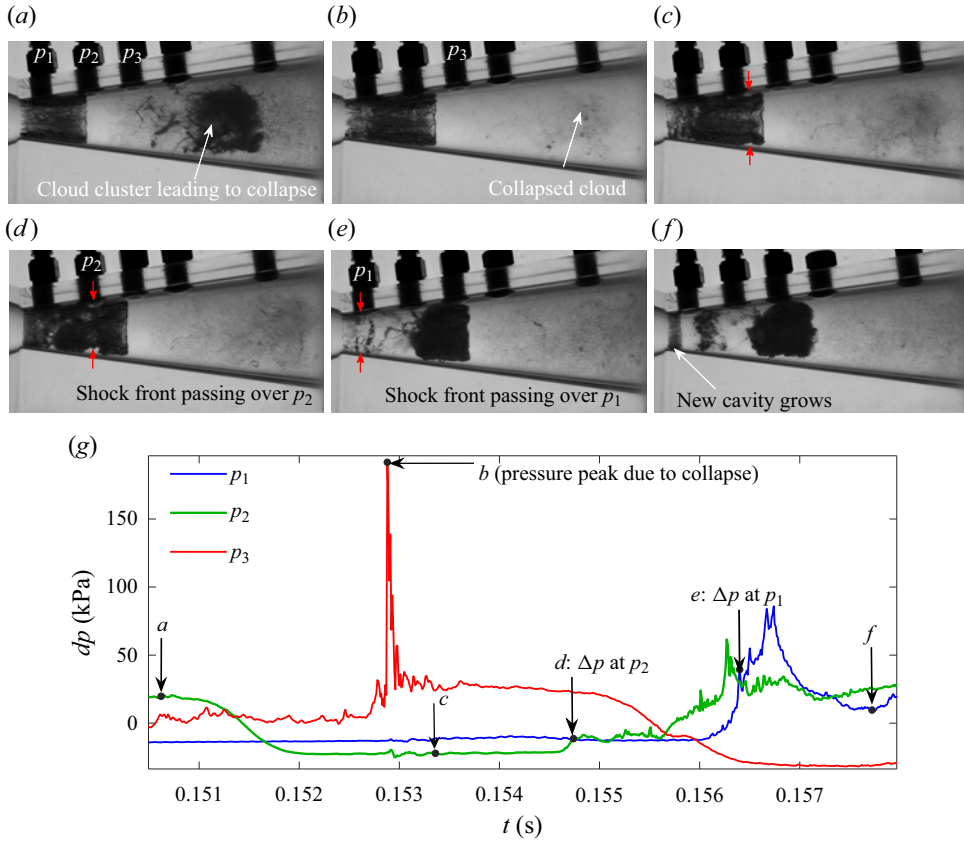 (a) (b) (c)
p1 p2 p3 p3
Cloud cluster leading to collapse Collapsed cloud
(d) (e) (f)
p2 p1
Shock front passing over p2 Shock front passing over p1 New cavity grows
(g)
p1
p2
p3
b (pressure peak due to collapse)
a
c
d: Δp at p2
e: Δp at p1
f
150
100
50
0
dp (kPa)
0.151 0.152 0.153 0.154 0.155 0.156 0.157
t (s)